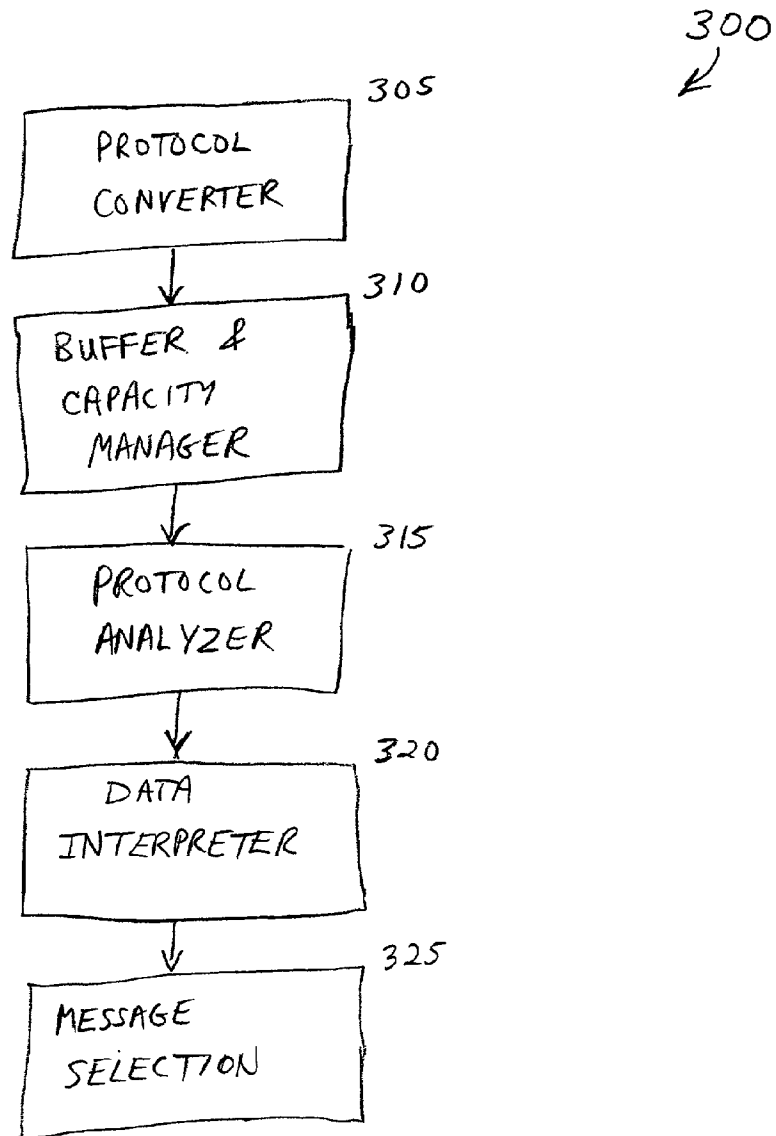 300
305
PROTOCOL
CONVERTER
310
BUFFER &
CAPACITY
MANAGER
315
PROTOCOL
ANALYZER
320
DATA
INTERPRETER
325
MESSAGE
SELECTION